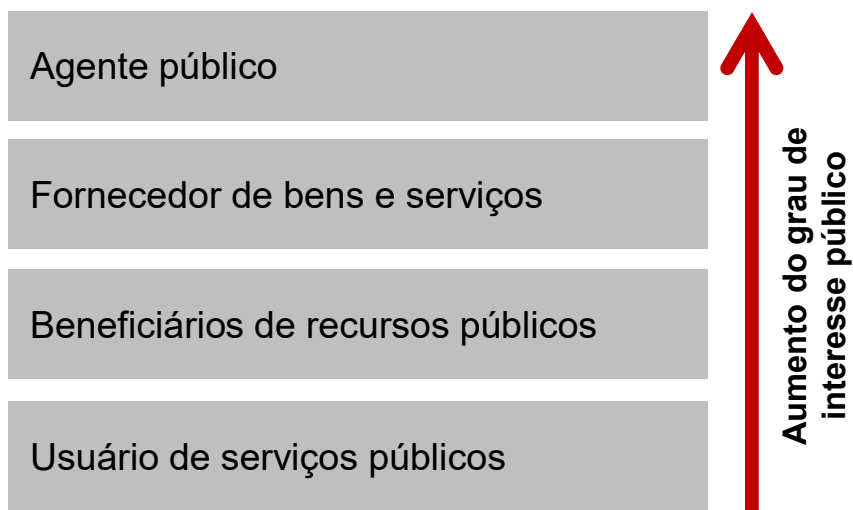 Agente público
Fornecedor de bens e serviços
Beneficiários de recursos públicos
Usuário de serviços públicos
Aumento do grau de
interesse público